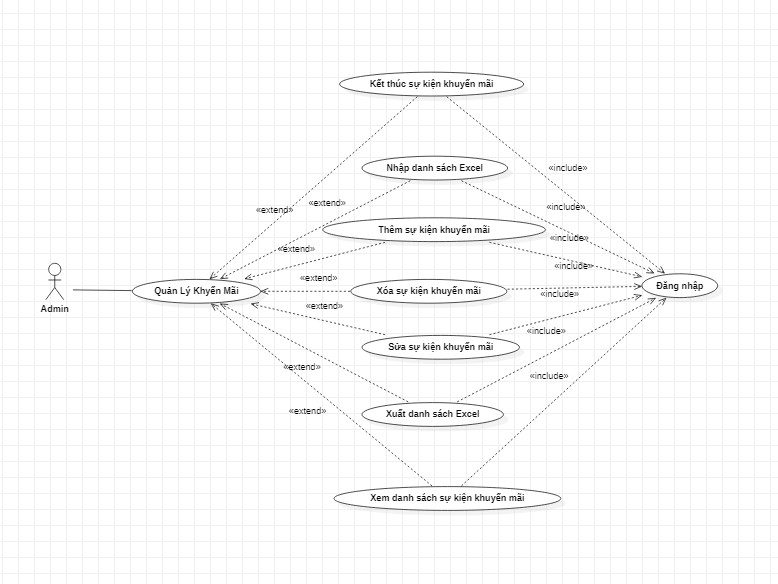 Kết thúc sự kiện khuyến mãi
Nhập danh sách Excel
«include»
«extend»
«extend»
«include»
Thêm sự kiện khuyến mãi
«include»
«extend»
«include»
«extend»
Quản Lý Khyến Mãi
Xóa sự kiện khuyến mãi
«include»
Đăng nhập
Admin
«extend»
«include»
Sửa sự kiện khuyến mãi
«extend»
«include»
«extend»
Xuất danh sách Excel
Xem danh sách sự kiện khuyến mãi